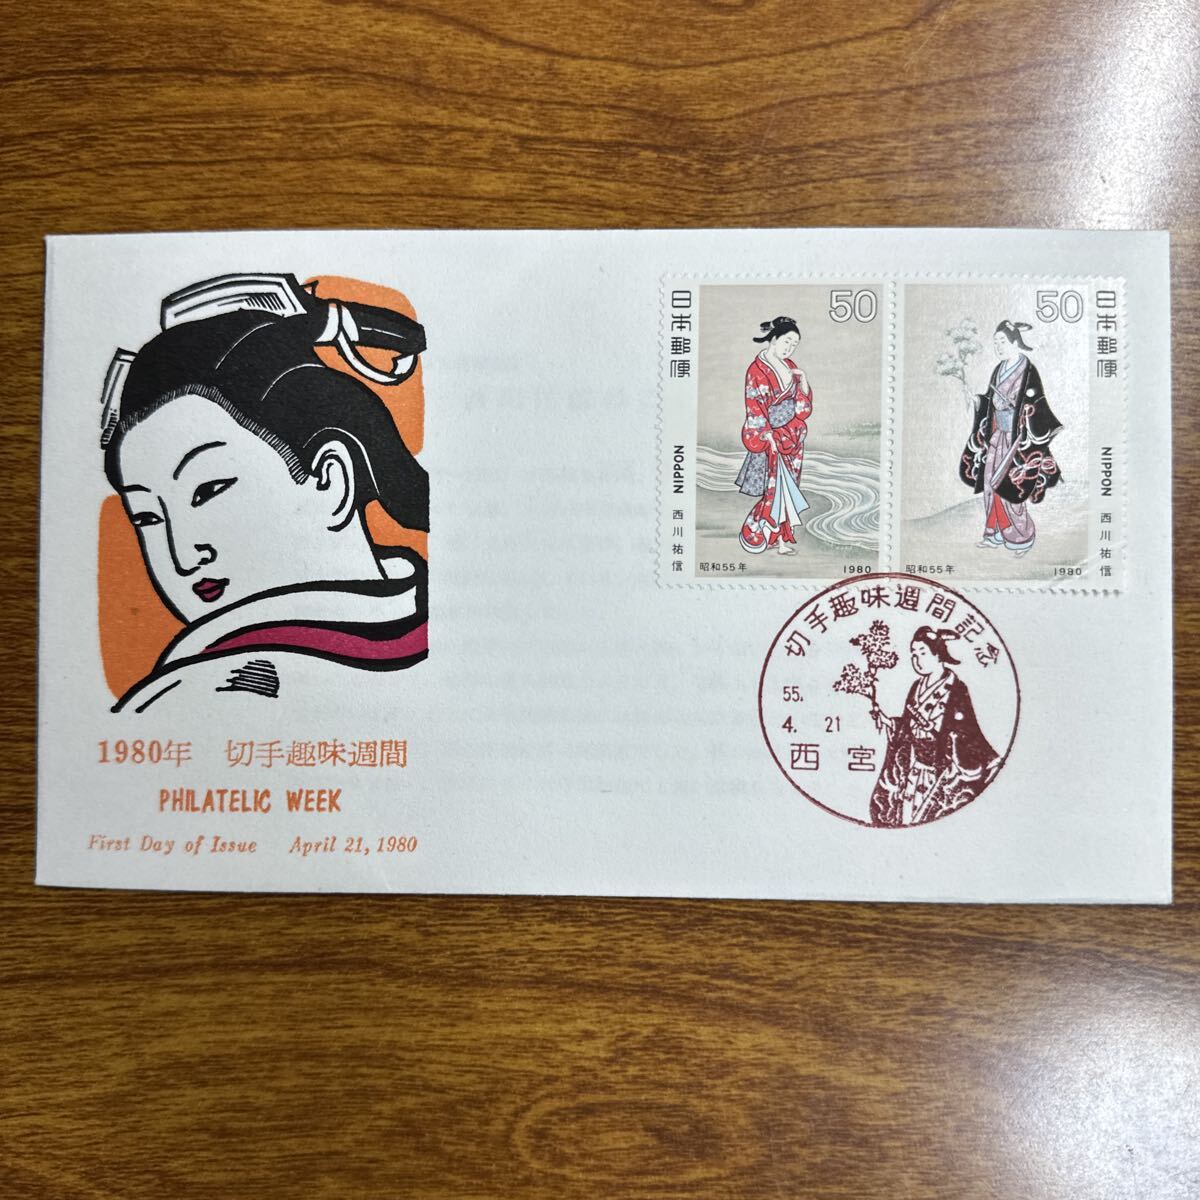 1980年 切手趣味週間
PHILATELIC WEEK
First Day of Issue April 21, 1980
50
日本郵便
NIPPON
西川祐信
昭和55年 1980
50
日本郵便
NIPPON
西川祐信
昭和55年 1980
切手趣味週間記念
55.
4. 21
西宮